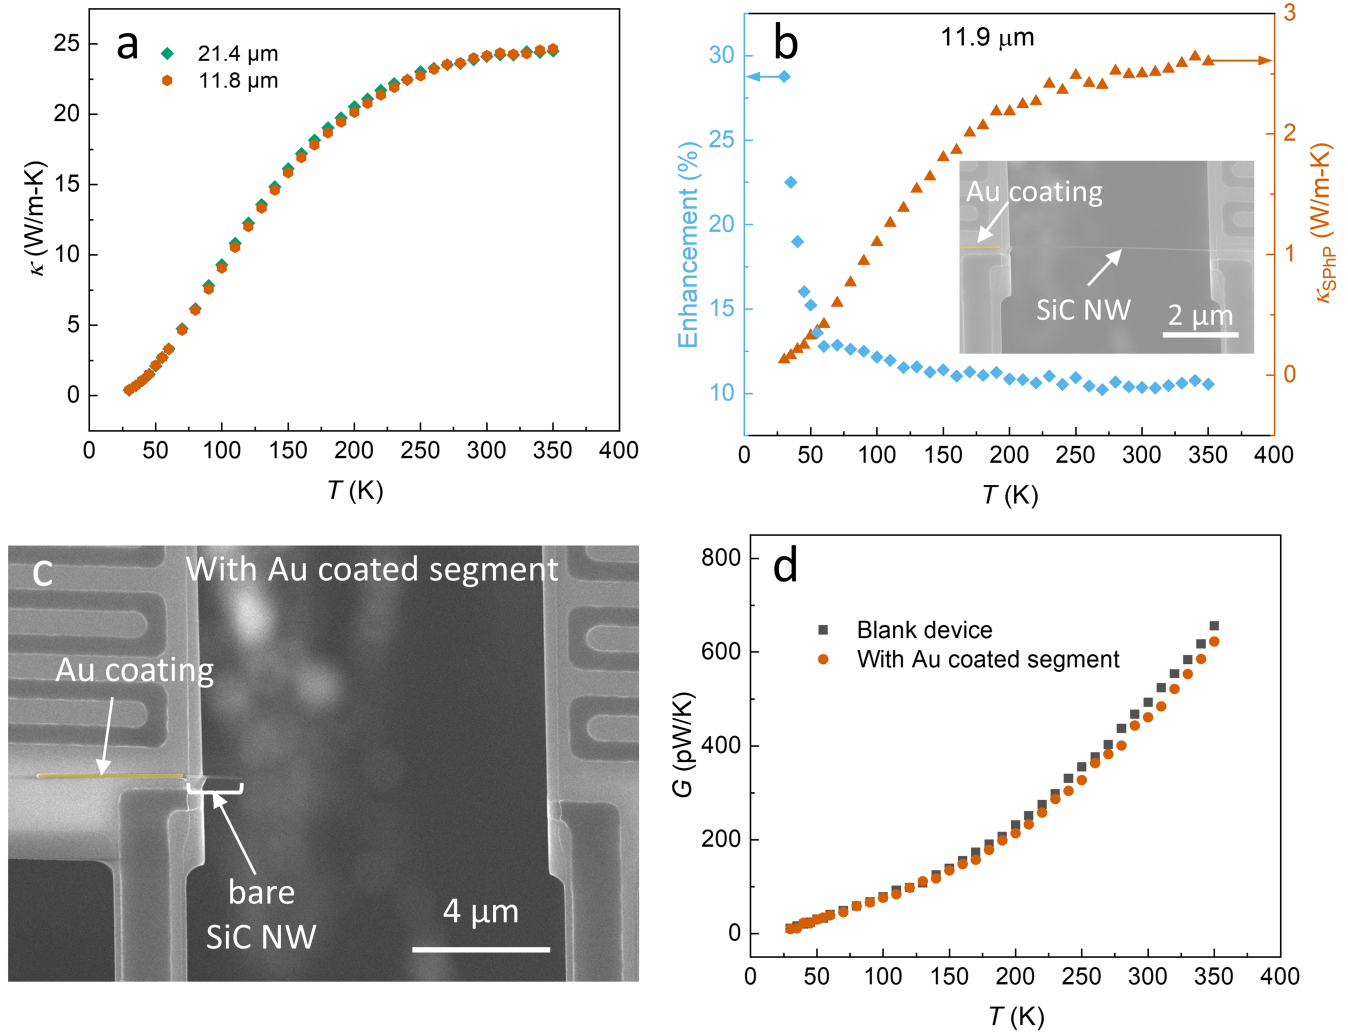 a
21.4 μm
11.8 μm
25
20
15
10
5
0
κ (W/m-K)
0 50 100 150 200 250 300 350 400
T (K)
b
11.9 μm
30
25
20
15
10
Enhancement (%)
3
2
1
0
κSPhP (W/m-K)
Au coating
SiC NW
2 μm
0 50 100 150 200 250 300 350 400
T (K)
c
With Au coated segment
Au coating
bare
SiC NW
4 μm
d
Blank device
With Au coated segment
800
600
400
200
0
G (pW/K)
0 50 100 150 200 250 300 350 400
T (K)